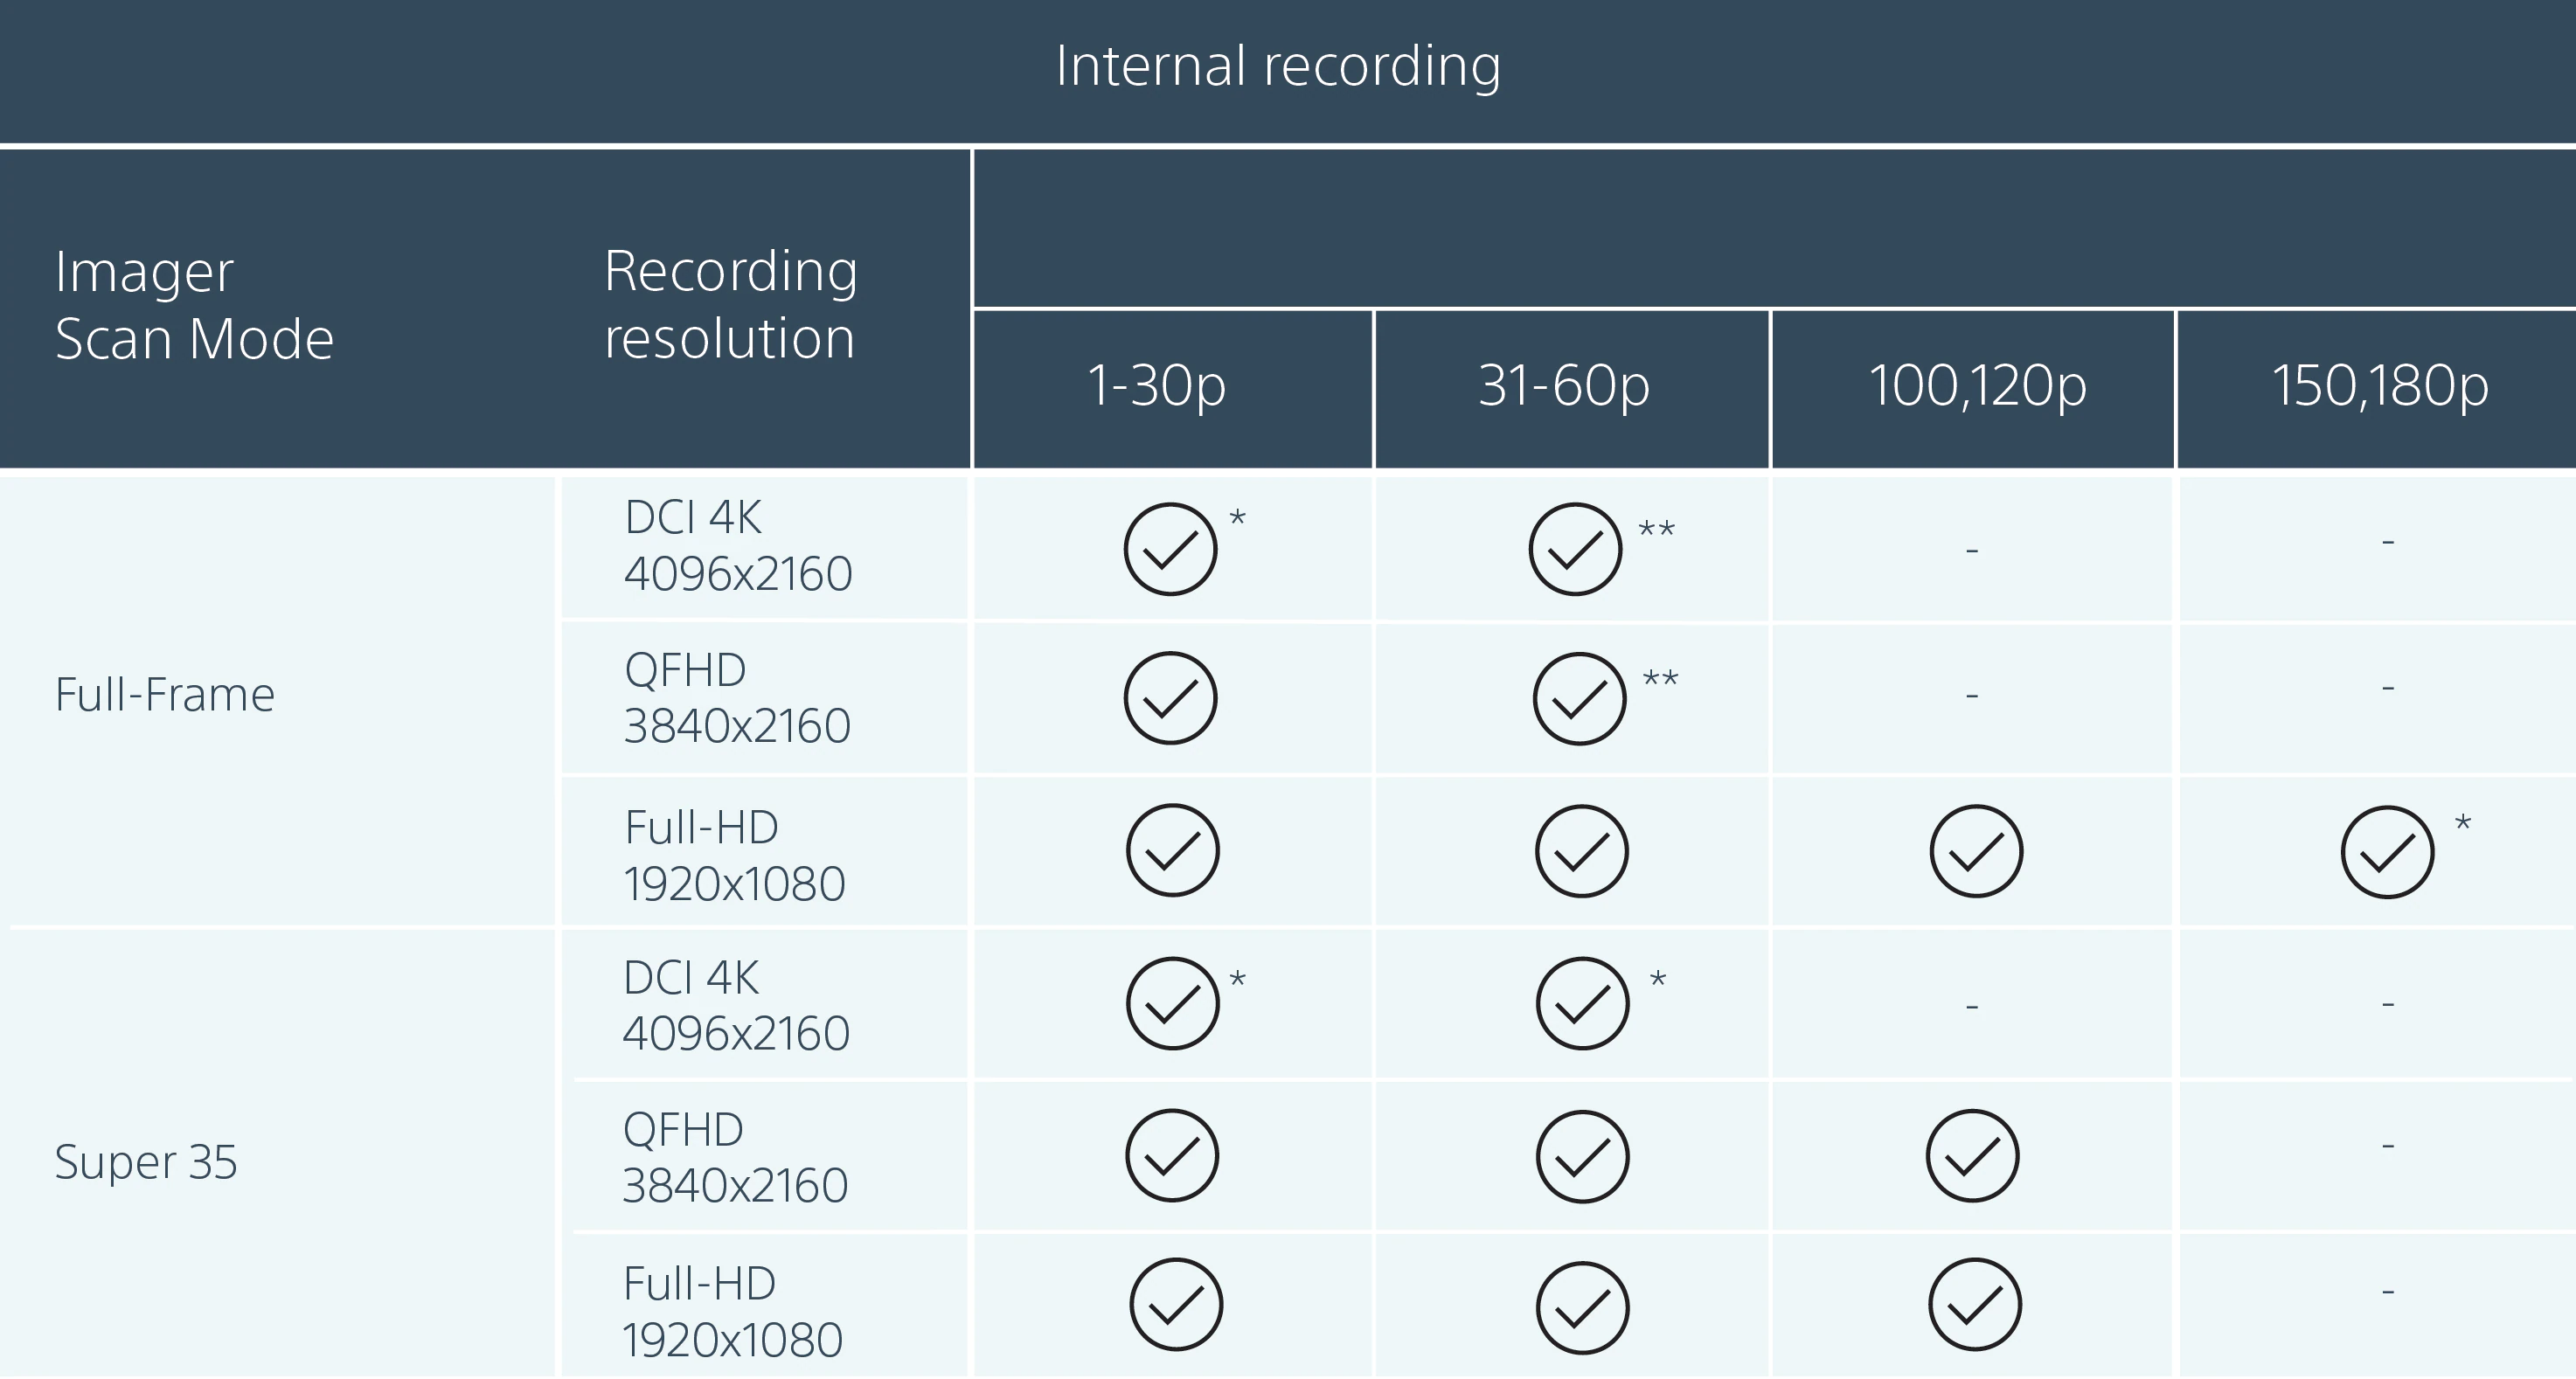 Internal recording
Imager
Scan Mode
Recording
resolution
1-30p
31-60p
100,120p
150,180p
Full-Frame
DCI 4K
4096x2160
*
**
-
-
QFHD
3840x2160
**
-
-
Full-HD
1920x1080
*
Super 35
DCI 4K
4096x2160
*
*
-
-
QFHD
3840x2160
-
Full-HD
1920x1080
-